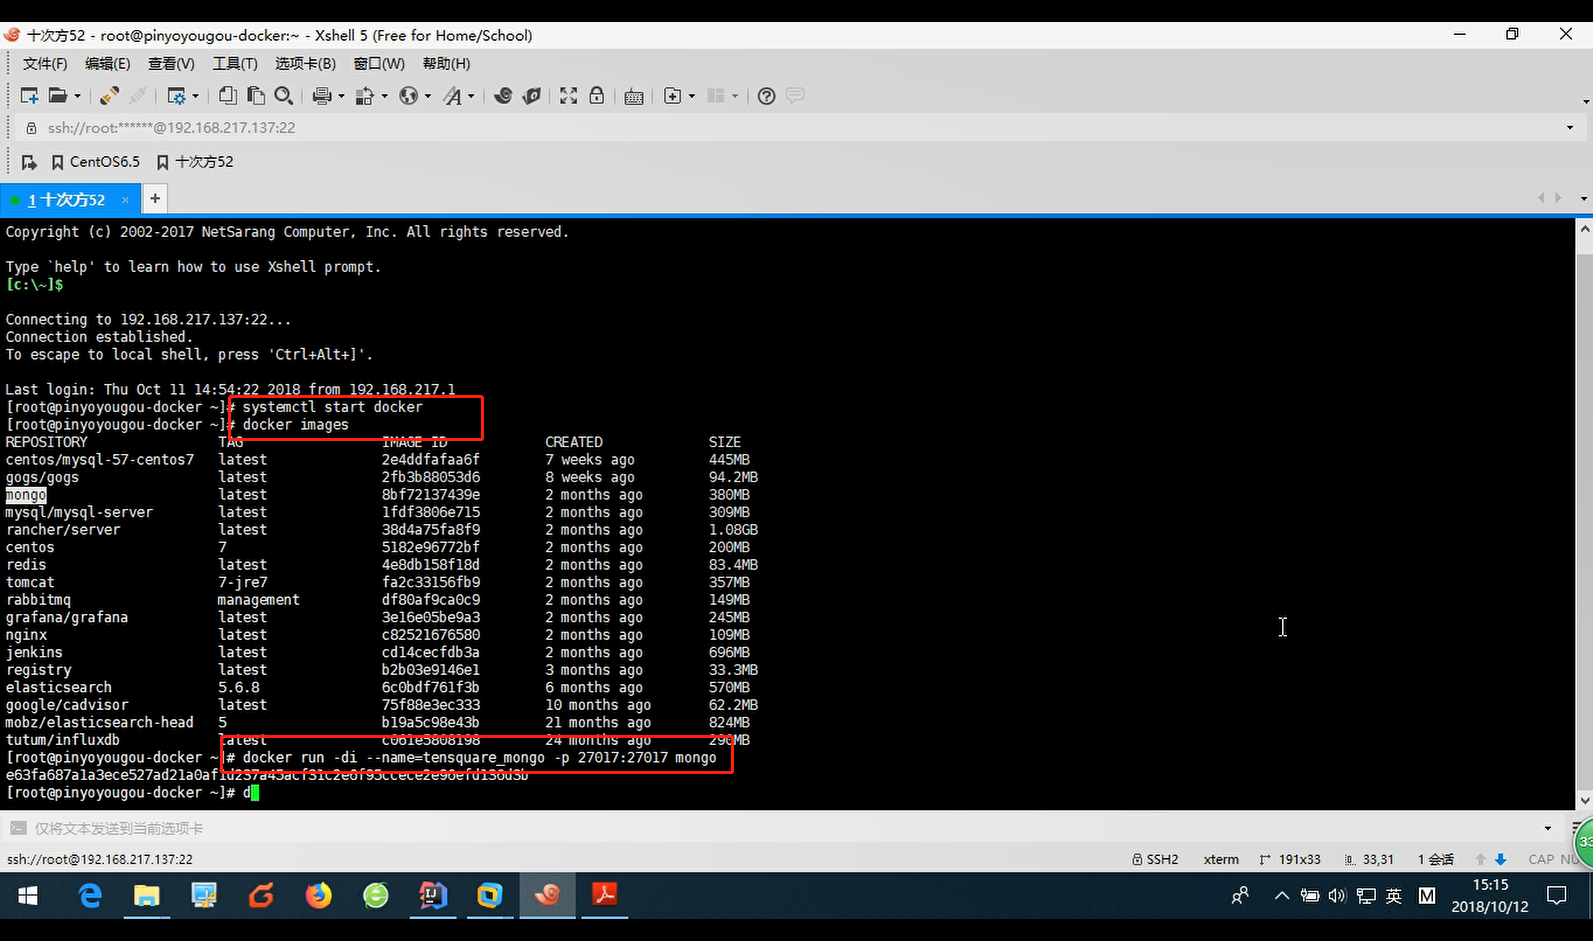 十次方52 - root@pinyoyougou-docker:~ - Xshell 5 (Free for Home/School)
文件(F) 编辑(E) 查看(V) 工具(T) 选项卡(B) 窗口(W) 帮助(H)
ssh://root:******@192.168.217.137:22
CentOS6.5 十次方52
1 十次方52 × +
Copyright (c) 2002-2017 NetSarang Computer, Inc. All rights reserved.
Type `help' to learn how to use Xshell prompt.
[c:\~]$
Connecting to 192.168.217.137:22...
Connection established.
To escape to local shell, press 'Ctrl+Alt+]'.
Last login: Thu Oct 11 14:54:22 2018 from 192.168.217.1
[root@pinyoyougou-docker ~]# systemctl start docker
[root@pinyoyougou-docker ~]# docker images
REPOSITORY TAG IMAGE ID CREATED SIZE
centos/mysql-57-centos7 latest 2e4ddfafaa6f 7 weeks ago 445MB
gogs/gogs latest 2fb3b88053d6 8 weeks ago 94.2MB
mongo latest 8bf72137439e 2 months ago 380MB
mysql/mysql-server latest 1fdf3806e715 2 months ago 309MB
rancher/server latest 38d4a75fa8f9 2 months ago 1.08GB
centos 7 5182e96772bf 2 months ago 200MB
redis latest 4e8db158f18d 2 months ago 83.4MB
tomcat 7-jre7 fa2c33156fb9 2 months ago 357MB
rabbitmq management df80af9ca0c9 2 months ago 149MB
grafana/grafana latest 3e16e05be9a3 2 months ago 245MB
nginx latest c82521676580 2 months ago 109MB
jenkins latest cd14cecfdb3a 2 months ago 696MB
registry latest b2b03e9146e1 3 months ago 33.3MB
elasticsearch 5.6.8 6c0bdf761f3b 6 months ago 570MB
google/cadvisor latest 75f88e3ec333 10 months ago 62.2MB
mobz/elasticsearch-head 5 b19a5c98e43b 21 months ago 824MB
tutum/influxdb latest c061e5808198 24 months ago 290MB
[root@pinyoyougou-docker ~]# docker run -di --name=tensquare_mongo -p 27017:27017 mongo
[root@pinyoyougou-docker ~]# d
仅将文本发送到当前选项卡
ssh://root@192.168.217.137:22 SSH2 xterm 191x33 33,31 1 会话 CAP NU
33
英 M 15:15
2018/10/12